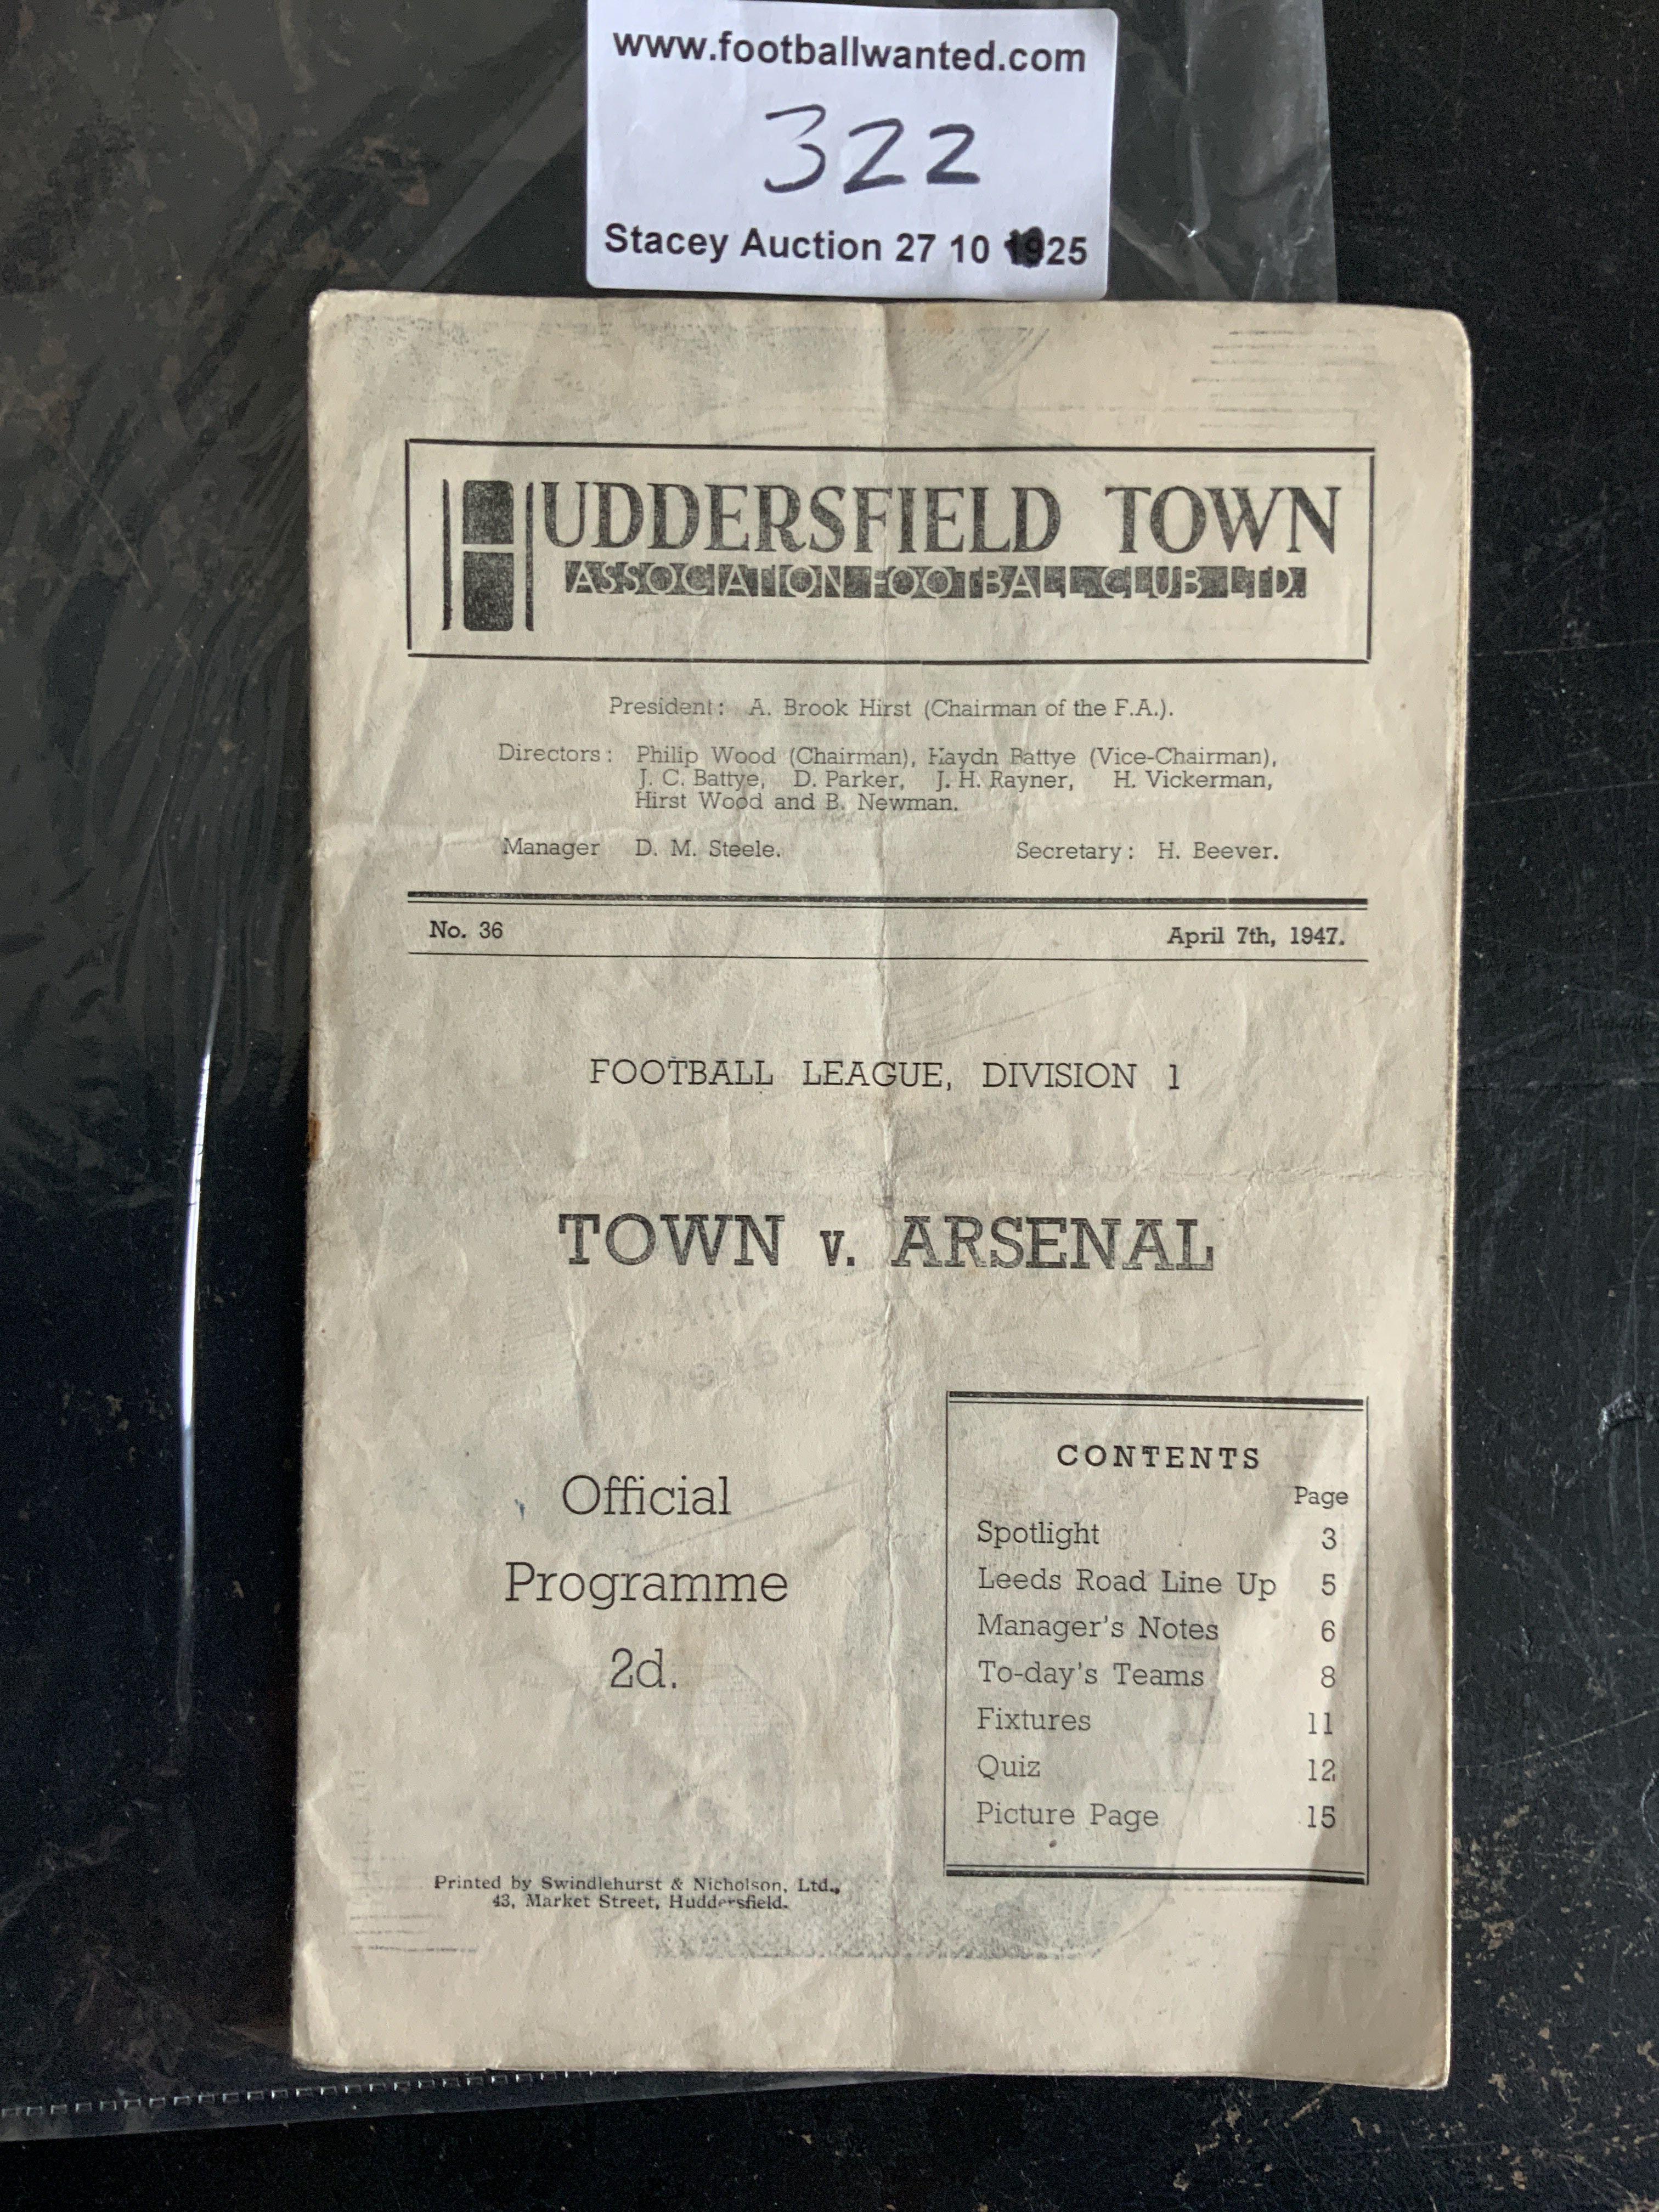 www.footballwanted.com
322
Stacey Auction 27 10 1925
HUDDERSFIELD TOWN
ASSOCIATION FOOTBALL CLUB LTD.
President: A. Brook Hirst (Chairman of the F.A.).
Directors: Philip Wood (Chairman), Haydn Battye (Vice-Chairman),
J. C. Battye, D. Parker, J. H. Rayner, H. Vickerman,
Hirst Wood and B. Newman.
Manager D. M. Steele. Secretary: H. Beever.
No. 36 April 7th, 1947.
FOOTBALL LEAGUE, DIVISION 1
TOWN v. ARSENAL
Official
Programme
2d.
CONTENTS
Page
Spotlight 3
Leeds Road Line Up 5
Manager's Notes 6
To-day's Teams 8
Fixtures 11
Quiz 12
Picture Page 15
Printed by Swindlehurst & Nicholson, Ltd.,
43, Market Street, Huddersfield.